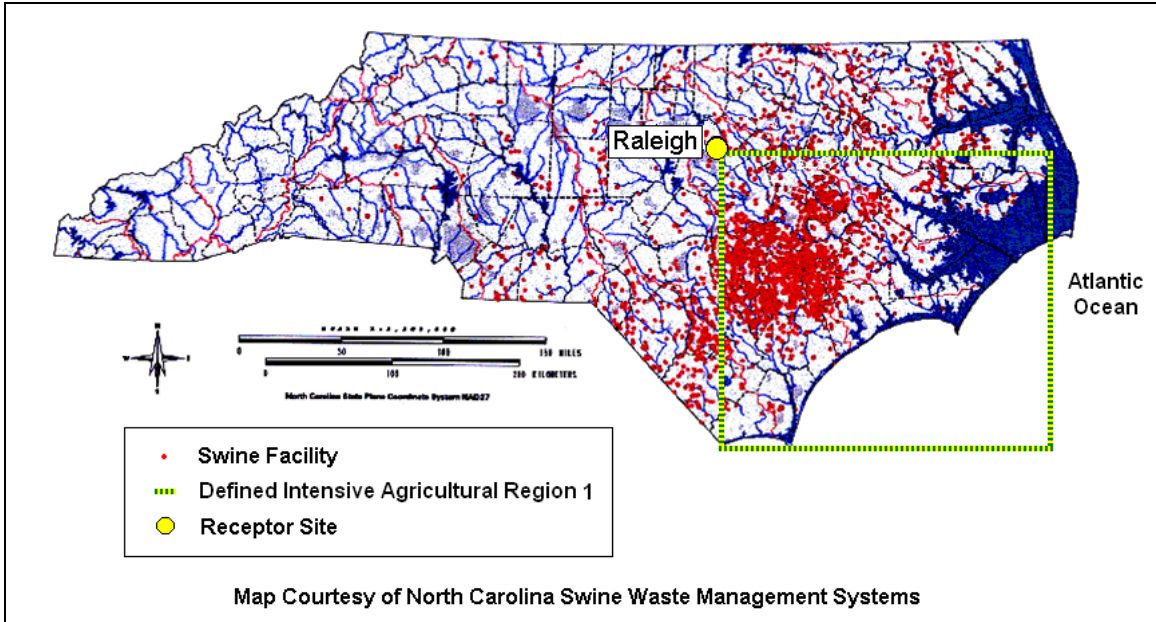 Raleigh
Atlantic
Ocean
N
W
E
S
0
50
100
150 MILES
0
100
200 KILOMETERS
North Carolina State Plane Coordinate System NAD27
Swine Facility
Defined Intensive Agricultural Region 1
Receptor Site
Map Courtesy of North Carolina Swine Waste Management Systems